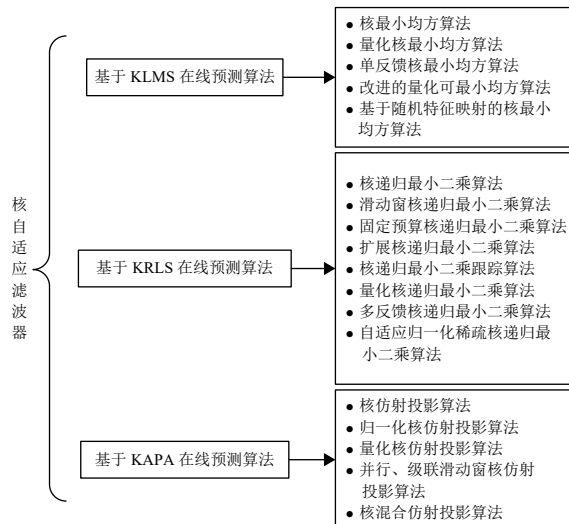 核自适应滤波器
基于 KLMS 在线预测算法
● 核最小均方算法
● 量化核最小均方算法
● 单反馈核最小均方算法
● 改进的量化可最小均方算法
● 基于随机特征映射的核最小
均方算法
基于 KRLS 在线预测算法
● 核递归最小二乘算法
● 滑动窗核递归最小二乘算法
● 固定预算核递归最小二乘算法
● 扩展核递归最小二乘算法
● 核递归最小二乘跟踪算法
● 量化核递归最小二乘算法
● 多反馈核递归最小二乘算法
● 自适应归一化稀疏核递归最
小二乘算法
基于 KAPA 在线预测算法
● 核仿射投影算法
● 归一化核仿射投影算法
● 量化核仿射投影算法
● 并行、级联滑动窗核仿射
投影算法
● 核混合仿射投影算法